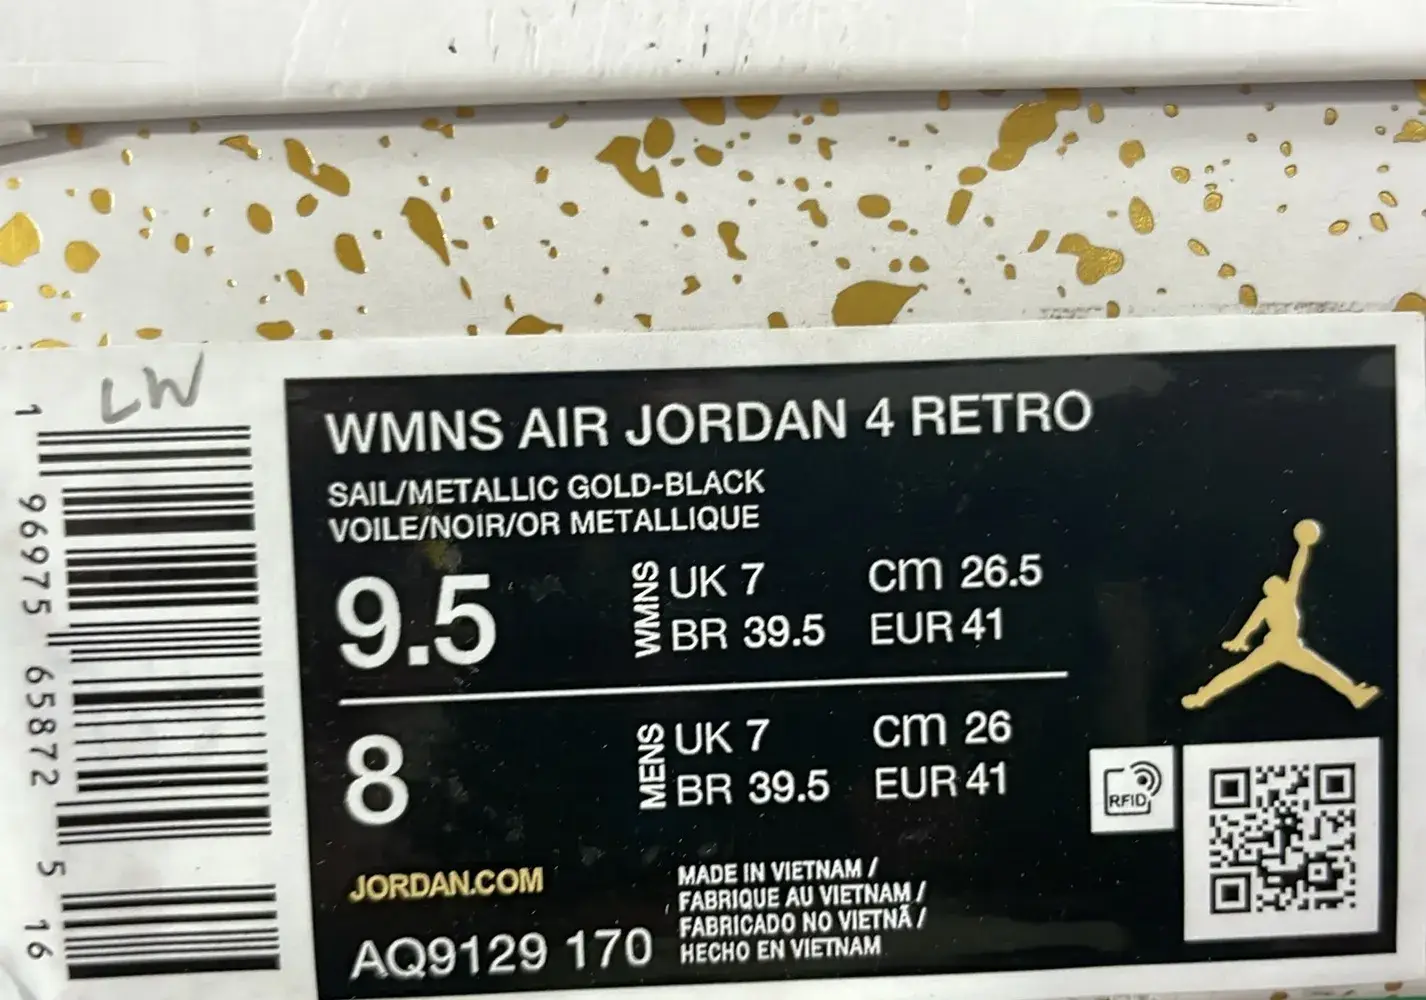 LW
1 96975 65872 5 16
WMNS AIR JORDAN 4 RETRO
SAIL/METALLIC GOLD-BLACK
VOILE/NOIR/OR METALLIQUE
9.5 WMNS UK 7 CM 26.5
BR 39.5 EUR 41
8 MENS UK 7 CM 26
BR 39.5 EUR 41
RFID
JORDAN.COM
MADE IN VIETNAM /
FABRIQUE AU VIETNAM /
FABRICADO NO VIETNÃ /
HECHO EN VIETNAM
AQ9129 170